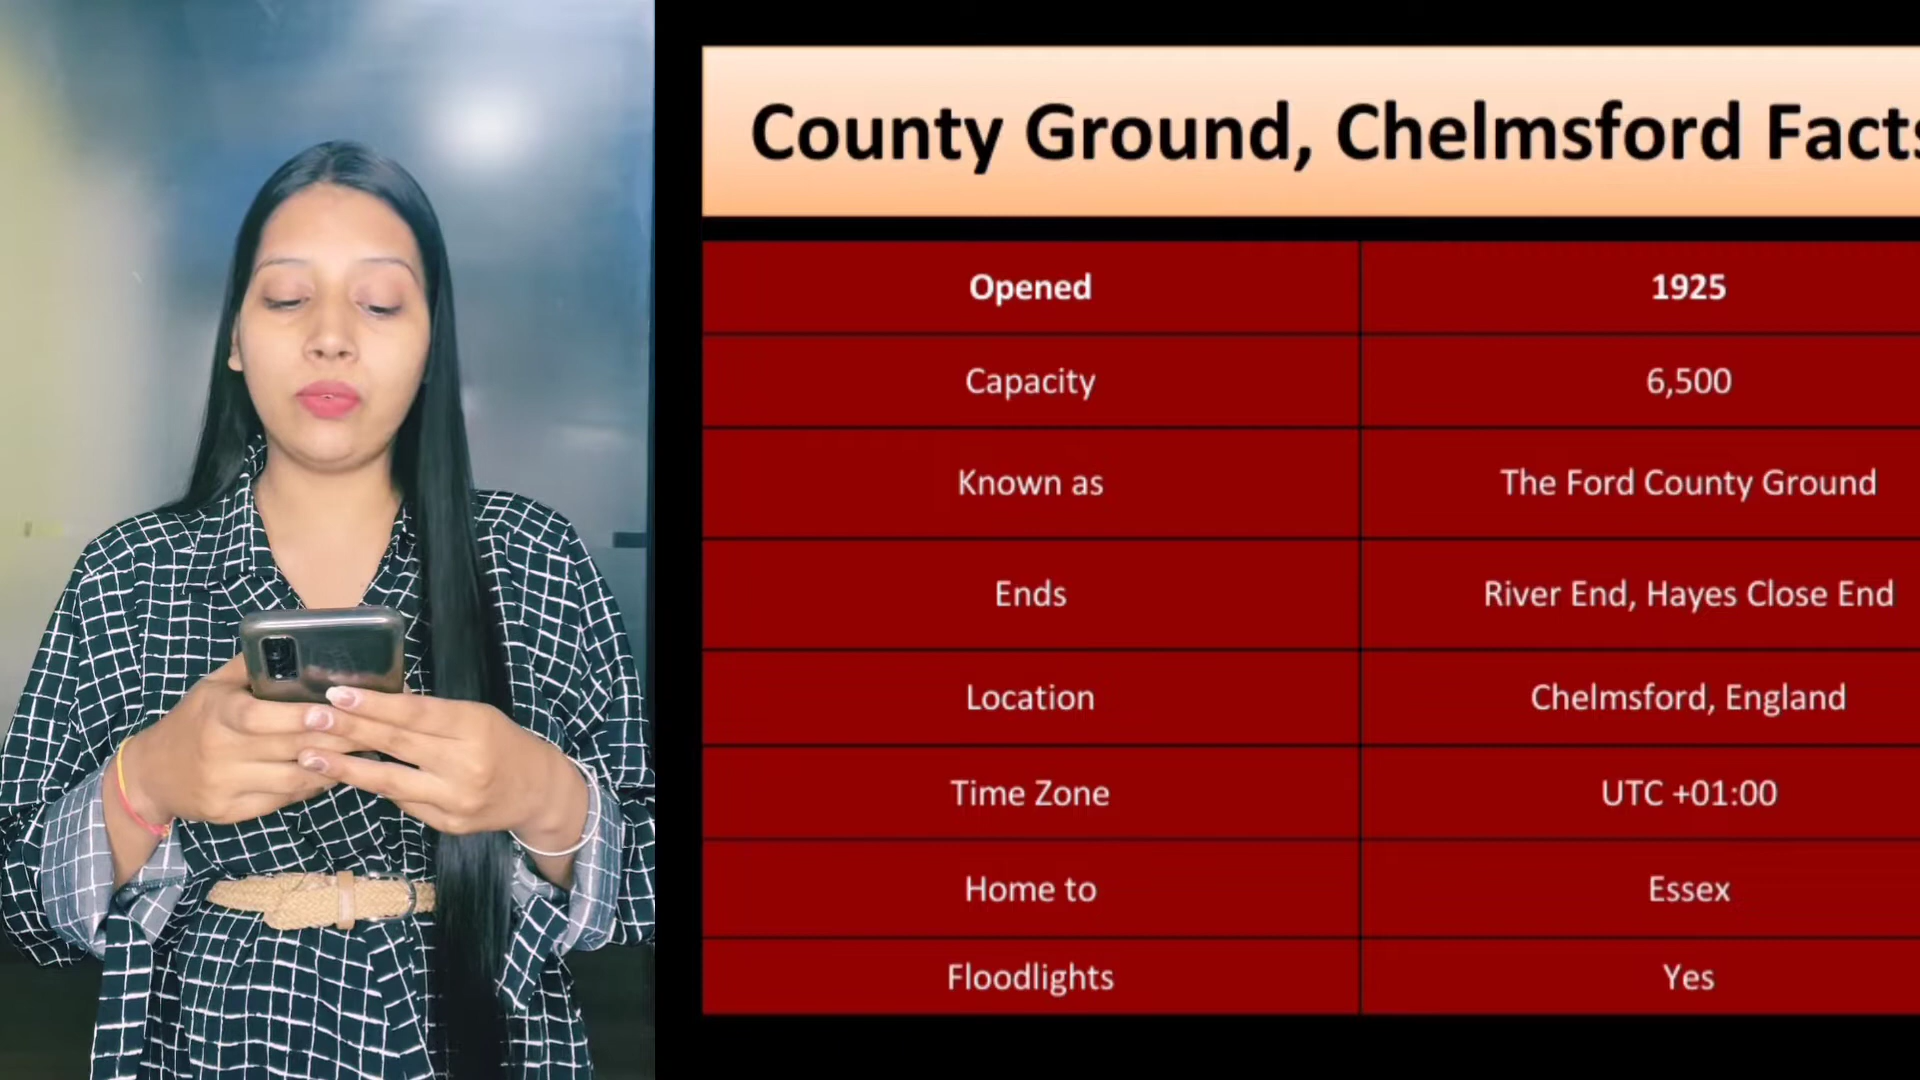 County Ground, Chelmsford Facts
Opened 1925
Capacity 6,500
Known as The Ford County Ground
Ends River End, Hayes Close End
Location Chelmsford, England
Time Zone UTC +01:00
Home to Essex
Floodlights Yes